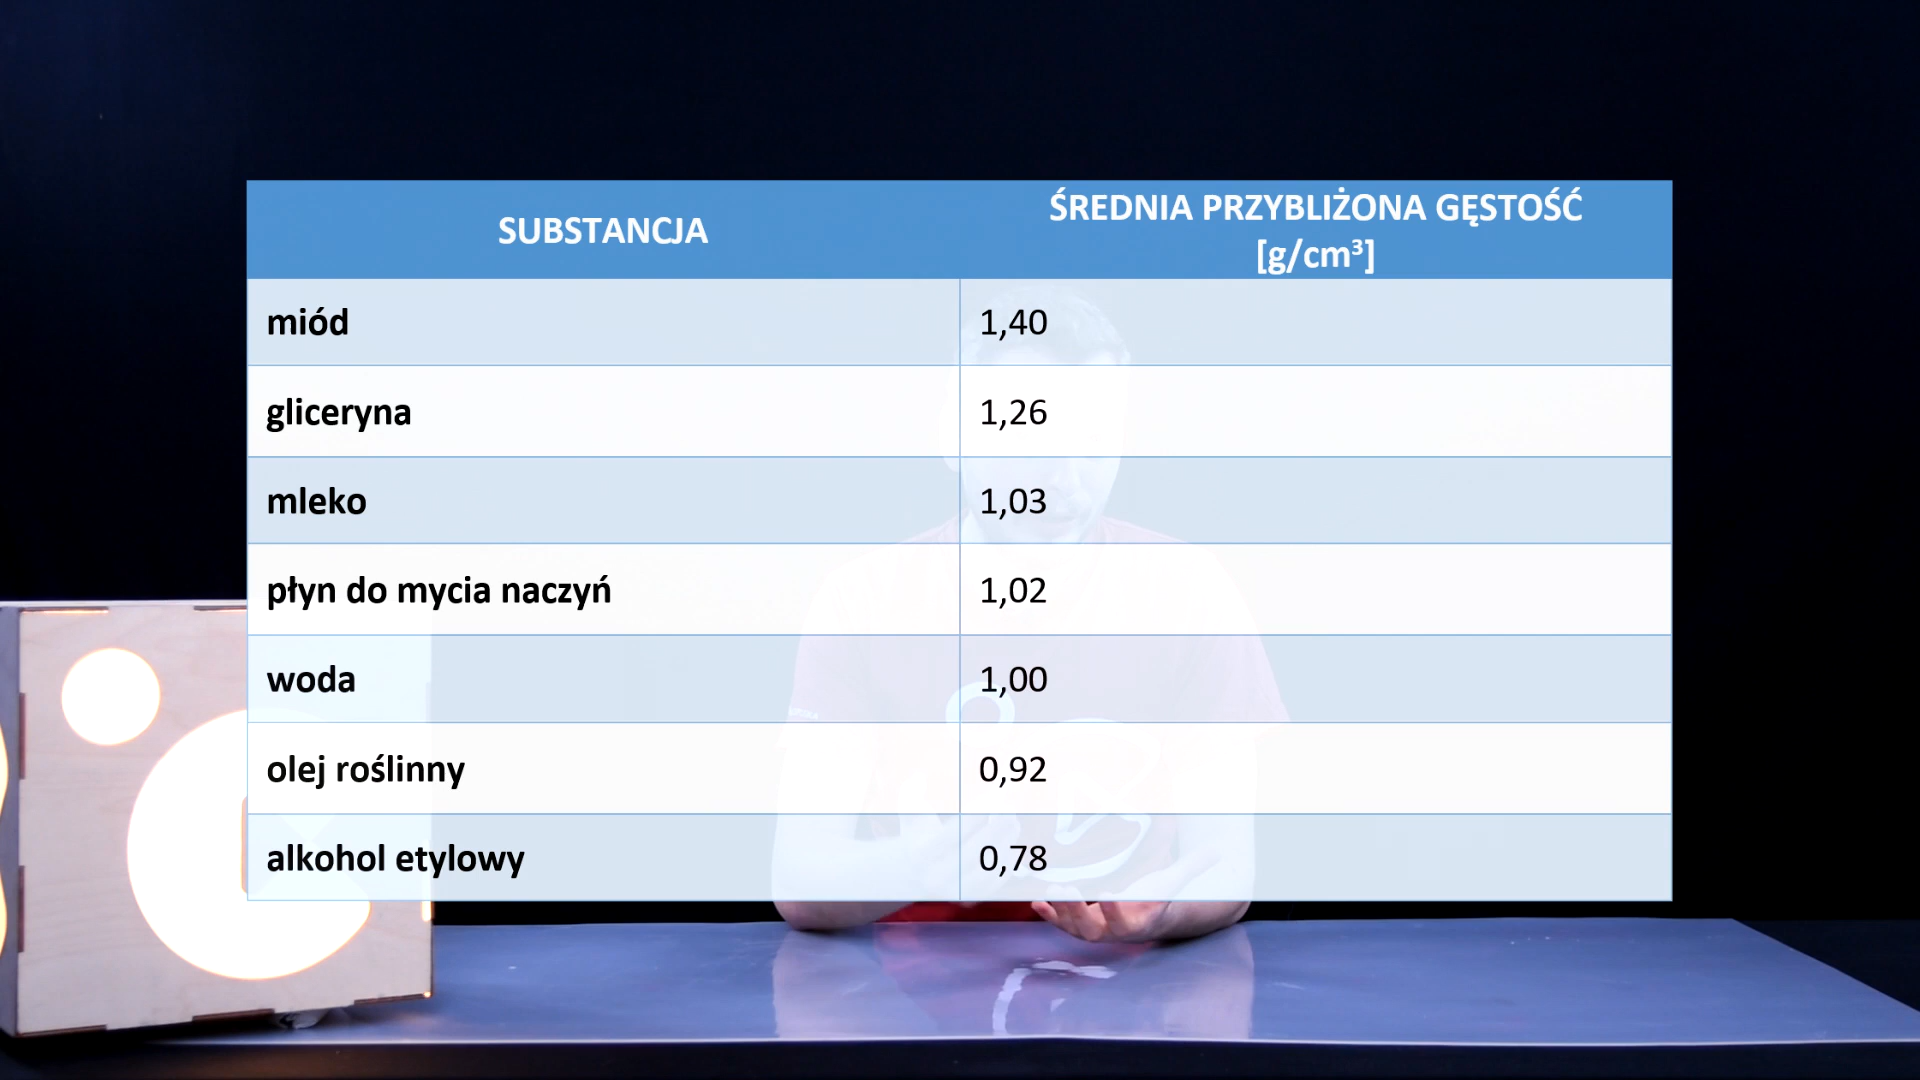 SUBSTANCJA
ŚREDNIA PRZYBLIŻONA GĘSTOŚĆ
[g/cm³]
miód 1,40
gliceryna 1,26
mleko 1,03
płyn do mycia naczyń 1,02
woda 1,00
olej roślinny 0,92
alkohol etylowy 0,78